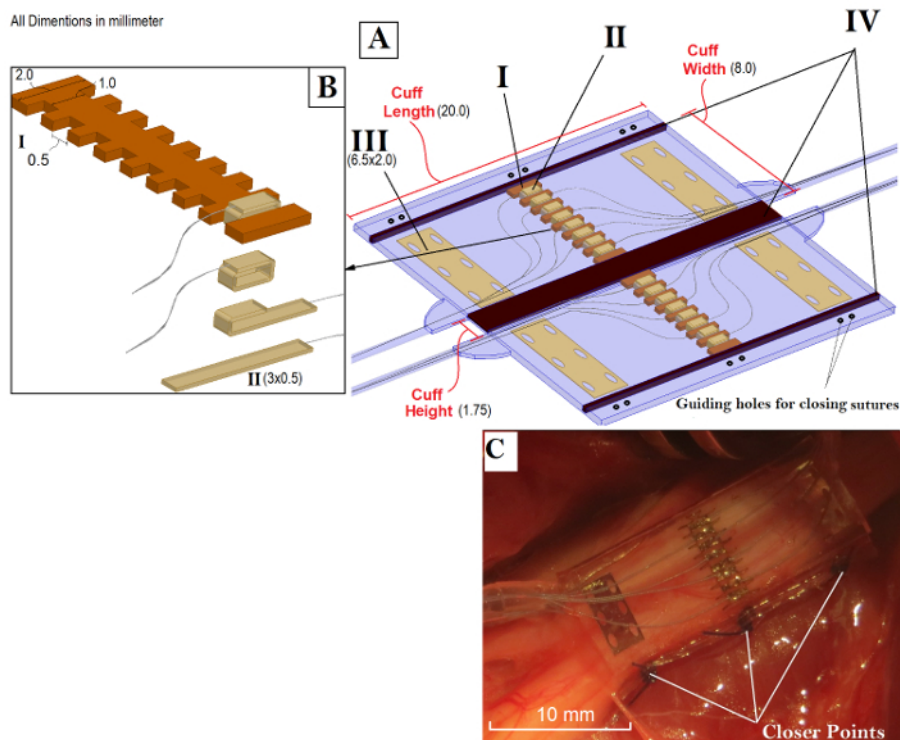 All Dimentions in millimeter
A
IV
II
Cuff
Width (8.0)
I
B
2.0
1.0
Cuff
Length (20.0)
I
III
0.5
(6.5x2.0)
II (3x0.5)
Cuff
Height (1.75)
Guiding holes for closing sutures
C
10 mm
Closer Points